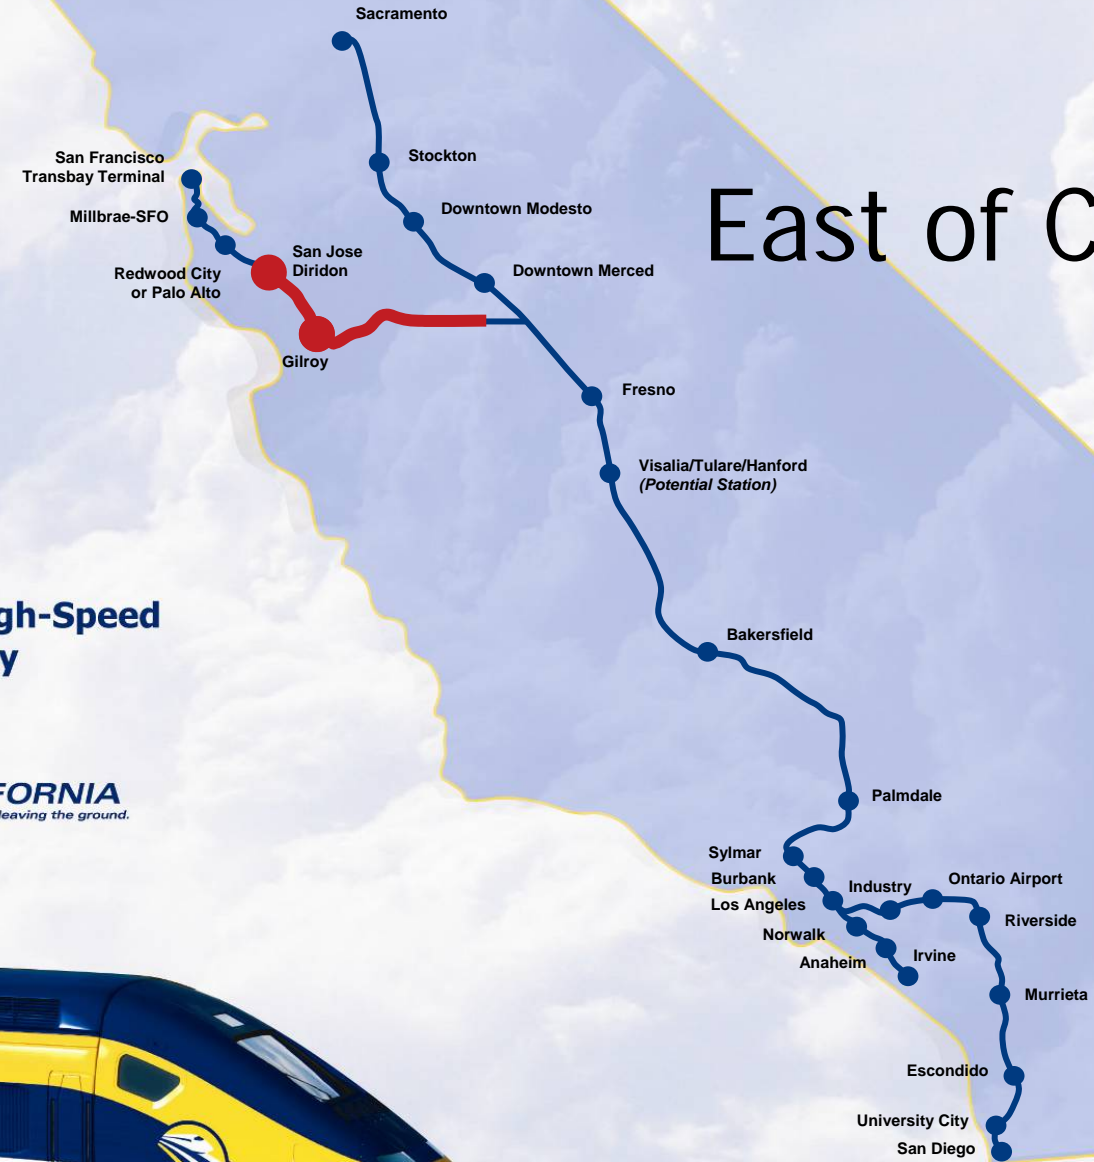 Sacramento
San Francisco
Transbay Terminal
Stockton
Millbrae-SFO
Downtown Modesto
East of C
San Jose
Diridon
Redwood City
or Palo Alto
Downtown Merced
Gilroy
Fresno
Visalia/Tulare/Hanford
(Potential Station)
gh-Speed
y
Bakersfield
FORNIA
leaving the ground.
Palmdale
Sylmar
Burbank
Industry
Ontario Airport
Los Angeles
Riverside
Norwalk
Anaheim
Irvine
Murrieta
Escondido
University City
San Diego